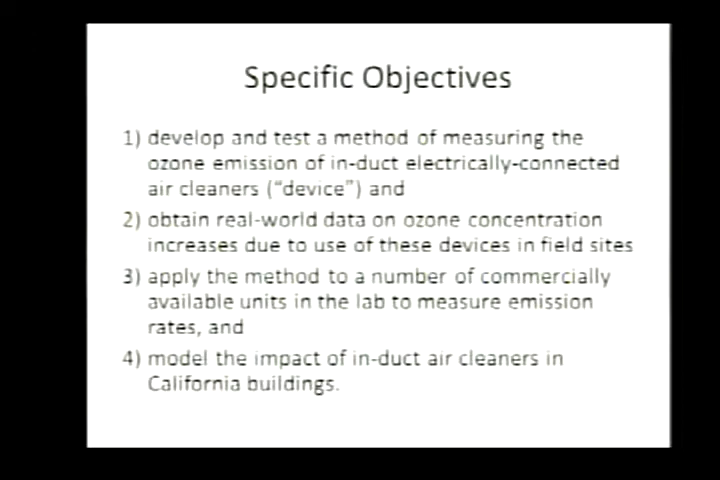 Specific Objectives
1) develop and test a method of measuring the
ozone emission of in-duct electrically-connected
air cleaners (“device”) and
2) obtain real-world data on ozone concentration
increases due to use of these devices in field sites
3) apply the method to a number of commercially
available units in the lab to measure emission
rates, and
4) model the impact of in-duct air cleaners in
California buildings.